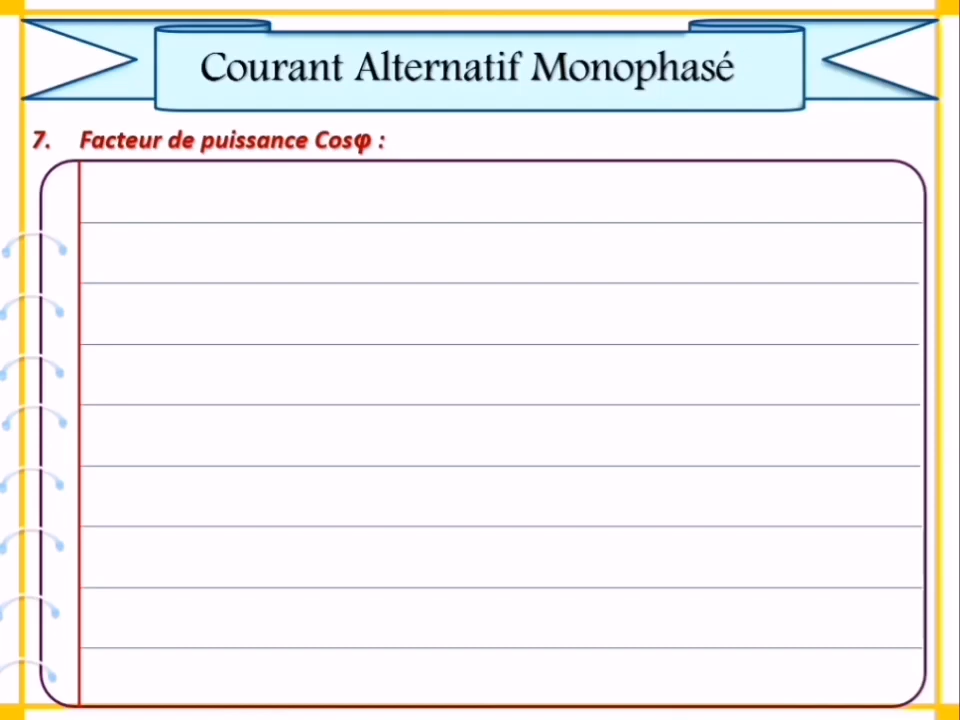 Courant Alternatif Monophasé
7. Facteur de puissance Cosφ :